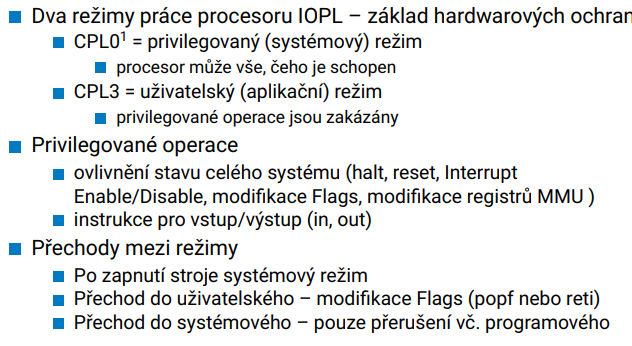 Dva režimy práce procesoru IOPL – základ hardwarových ochran
CPL0¹ = privilegovaný (systémový) režim
procesor může vše, čeho je schopen
CPL3 = uživatelský (aplikační) režim
privilegované operace jsou zakázány
Privilegované operace
ovlivnění stavu celého systému (halt, reset, Interrupt
Enable/Disable, modifikace Flags, modifikace registrů MMU )
instrukce pro vstup/výstup (in, out)
Přechody mezi režimy
Po zapnutí stroje systémový režim
Přechod do uživatelského – modifikace Flags (popf nebo reti)
Přechod do systémového – pouze přerušení vč. programového